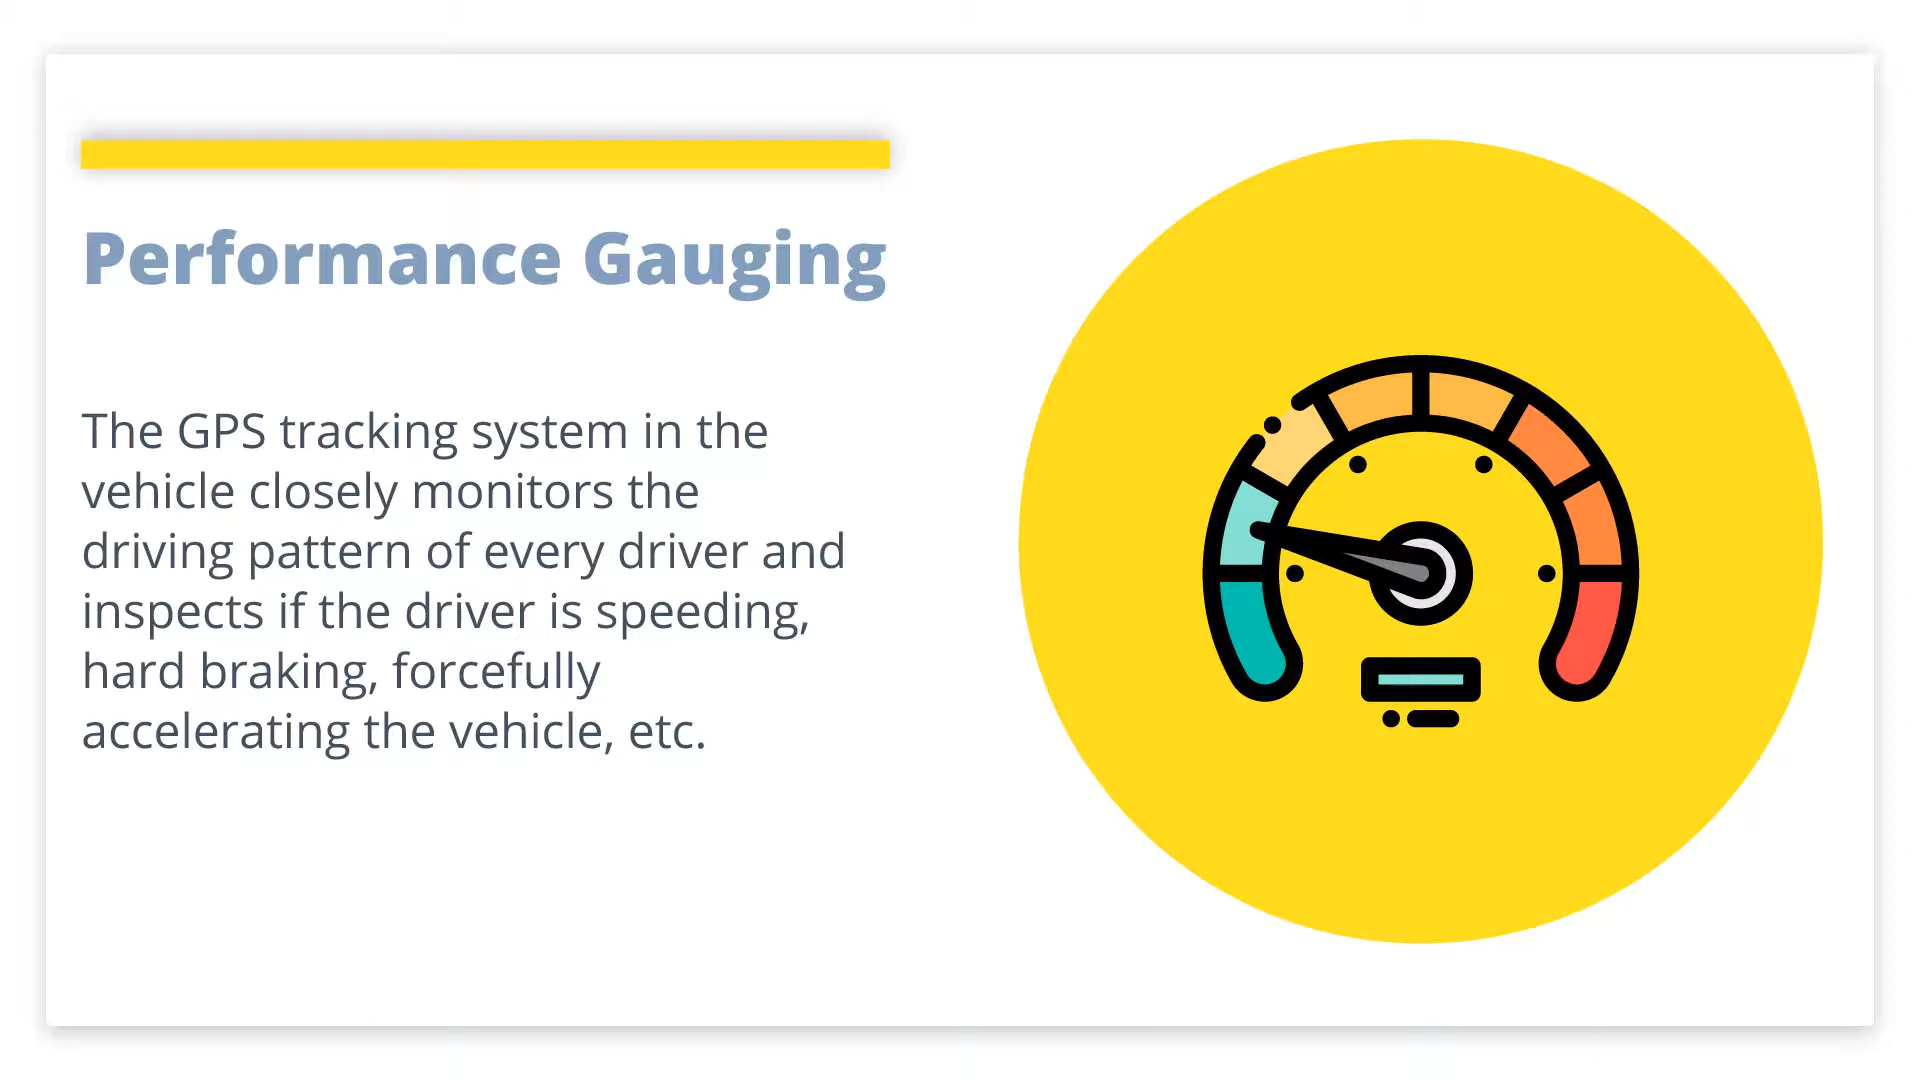 Performance Gauging
The GPS tracking system in the
vehicle closely monitors the
driving pattern of every driver and
inspects if the driver is speeding,
hard braking, forcefully
accelerating the vehicle, etc.